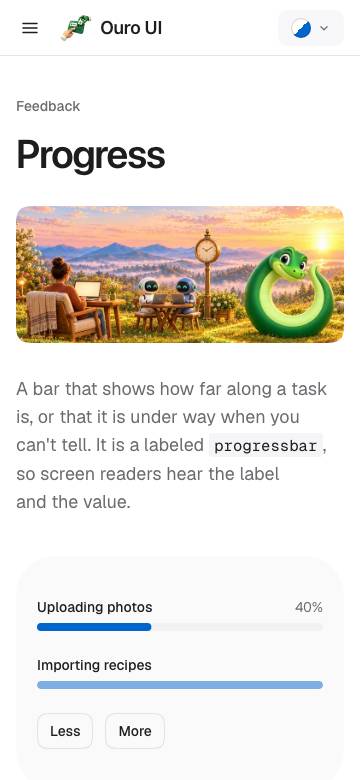 Ouro UI
Feedback
Progress
A bar that shows how far along a task
is, or that it is under way when you
can't tell. It is a labeled progressbar,
so screen readers hear the label
and the value.
Uploading photos 40%
Importing recipes
Less More